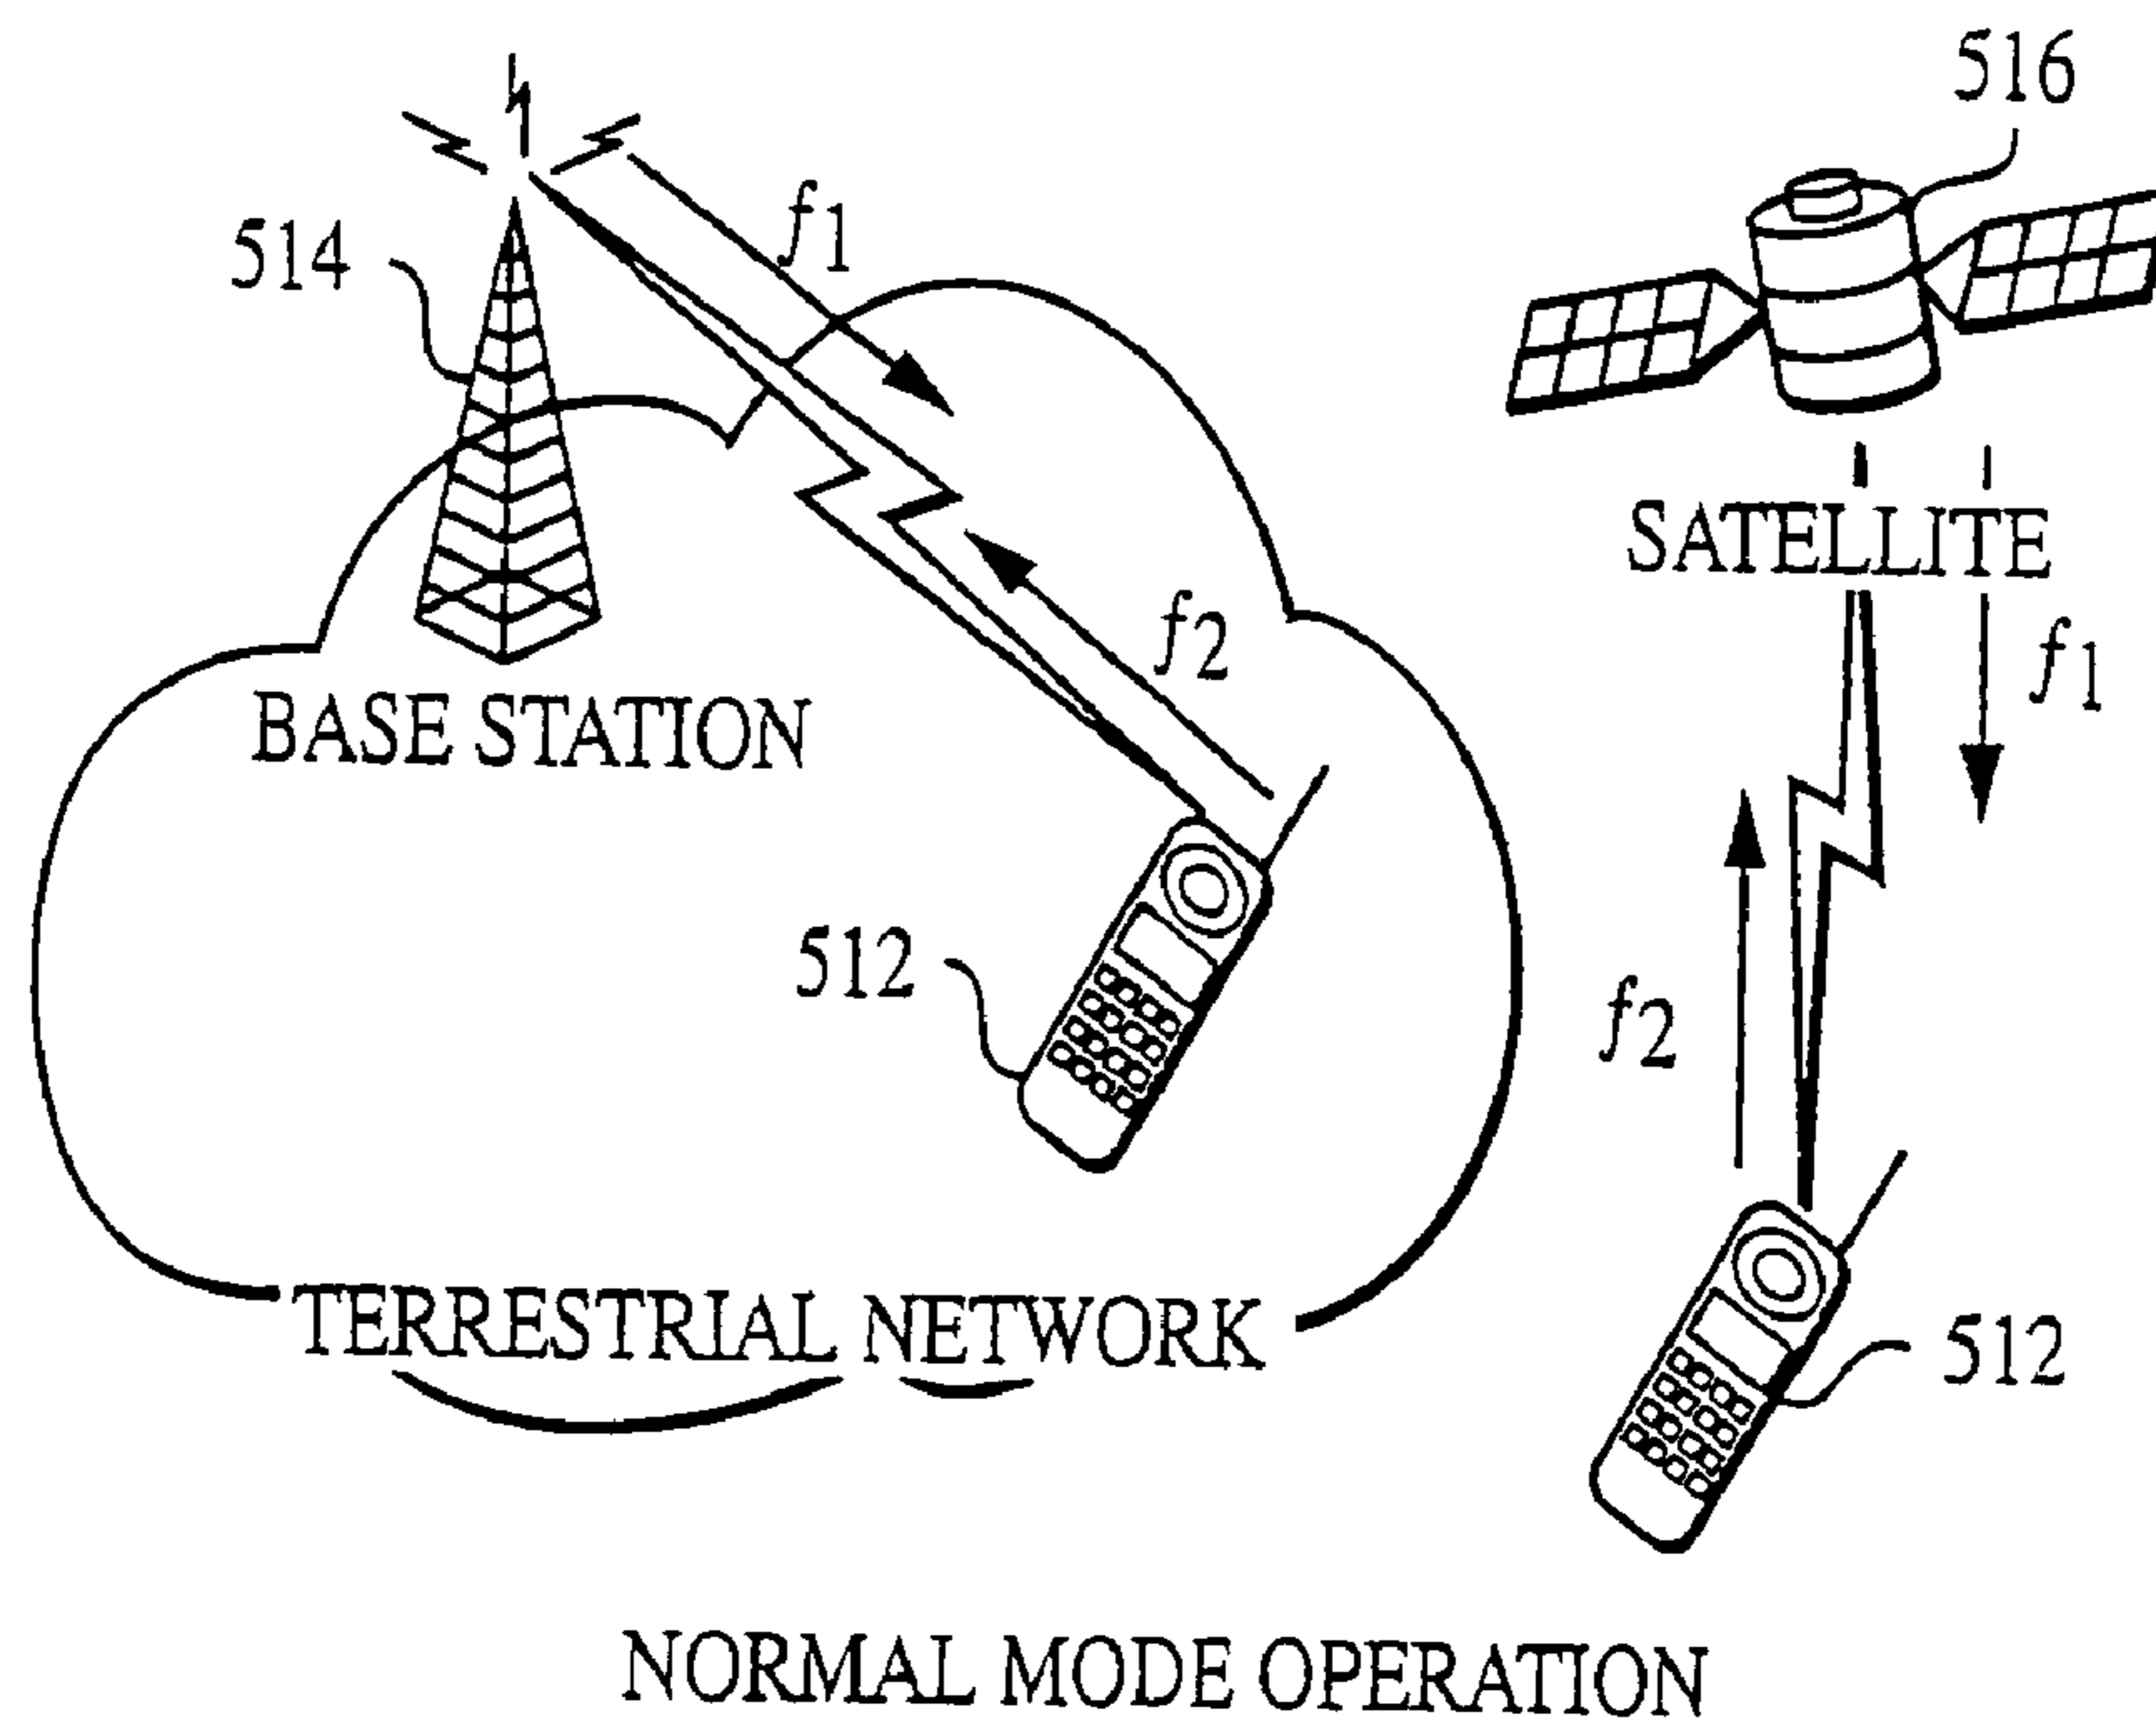 516
f1
514
SATELLITE
f2
f1
BASE STATION
512
f2
TERRESTRIAL NETWORK
512
NORMAL MODE OPERATION